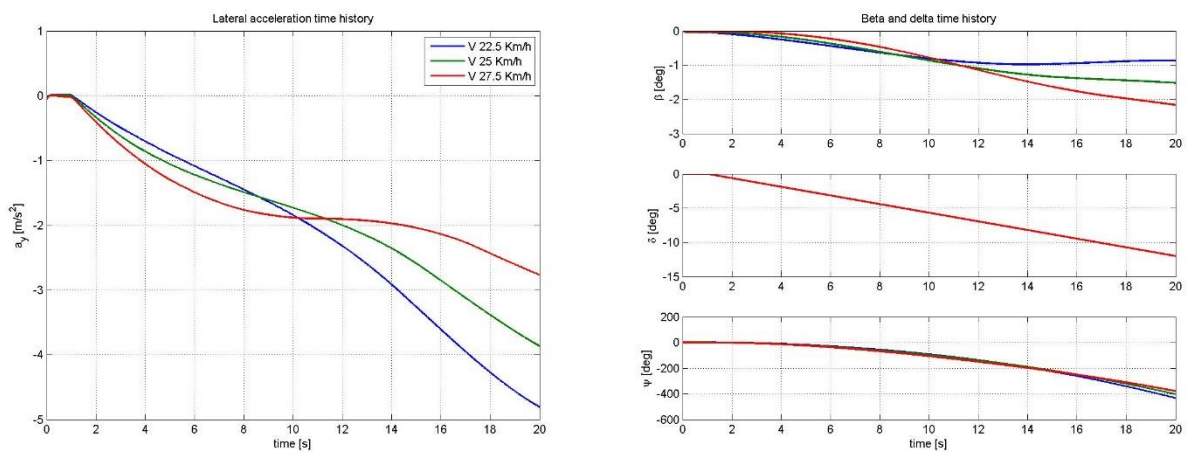 Lateral acceleration time history
1
0
-1
-2
-3
-4
-5
a_y [m/s²]
0 2 4 6 8 10 12 14 16 18 20
time [s]
V 22.5 Km/h
V 25 Km/h
V 27.5 Km/h
Beta and delta time history
0
-1
-2
-3
β [deg]
0 2 4 6 8 10 12 14 16 18 20
0
-5
-10
-15
δ [deg]
0 2 4 6 8 10 12 14 16 18 20
200
0
-200
-400
-600
Ψ [deg]
0 2 4 6 8 10 12 14 16 18 20
time [s]